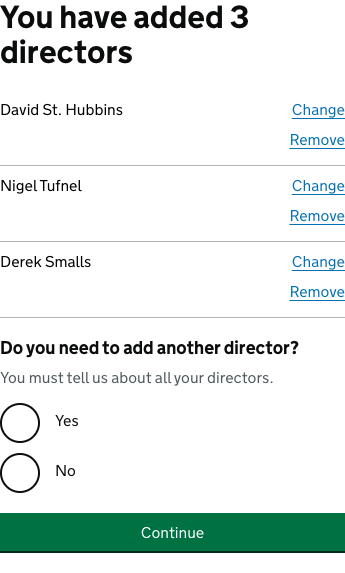 You have added 3
directors
David St. Hubbins
Change
Remove
Nigel Tufnel
Change
Remove
Derek Smalls
Change
Remove
Do you need to add another director?
You must tell us about all your directors.
Yes
No
Continue